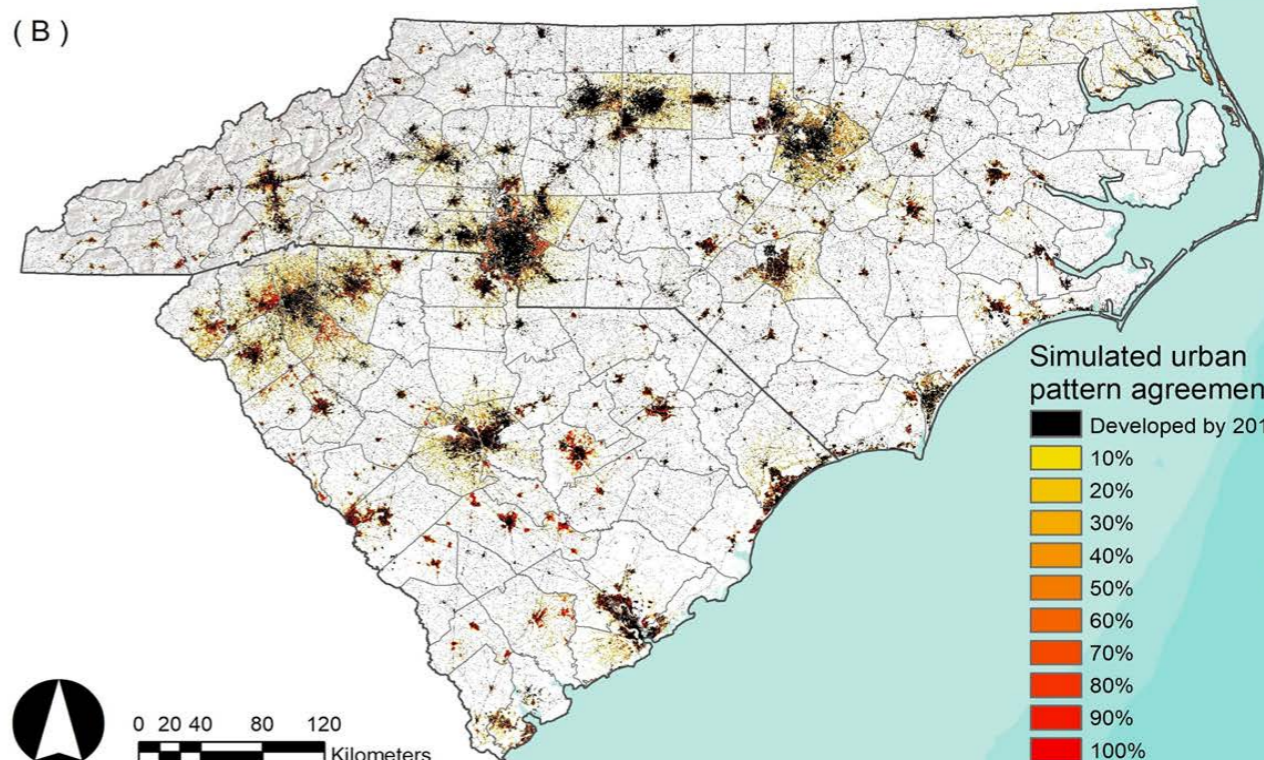 ( B )
Simulated urban
pattern agreemen
Developed by 201
10%
20%
30%
40%
50%
60%
70%
80%
90%
100%
0 20 40 80 120
Kilometers